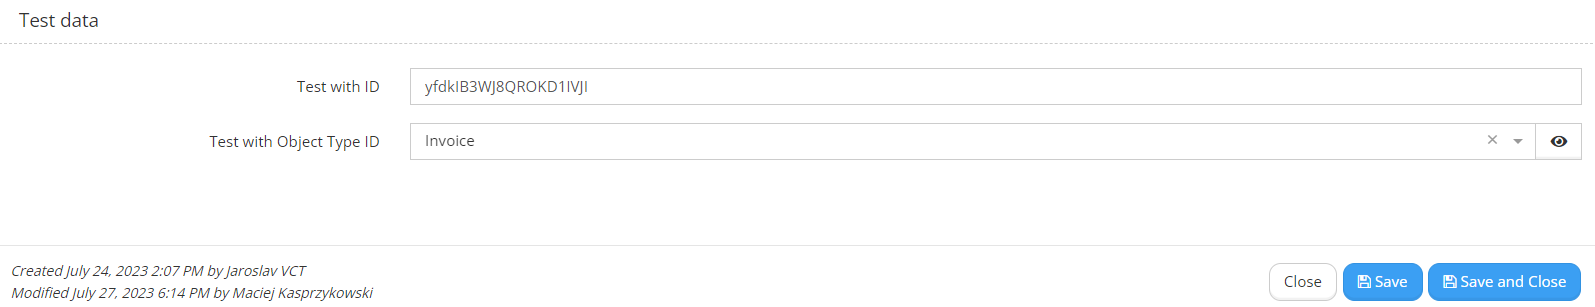 Test data
Test with ID
yfdkIB3WJ8QROKD1IVJI
Test with Object Type ID
Invoice
Created July 24, 2023 2:07 PM by Jaroslav VCT
Modified July 27, 2023 6:14 PM by Maciej Kasprzykowski
Close
Save
Save and Close